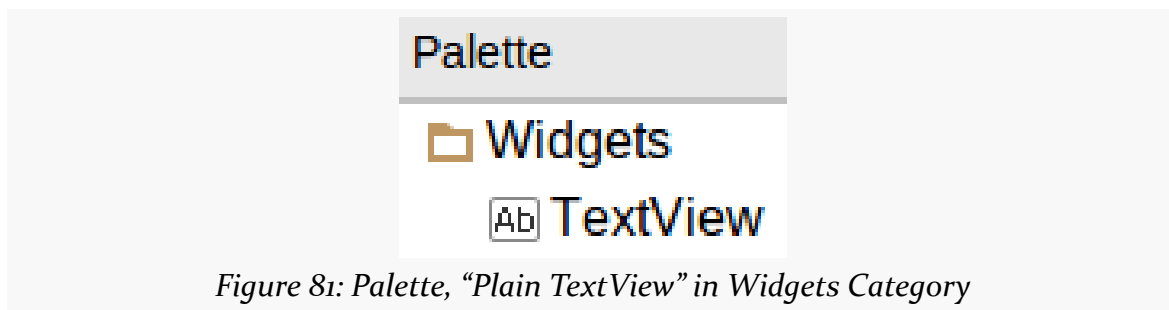 Palette
Widgets
Ab TextView
Figure 81: Palette, “Plain TextView” in Widgets Category